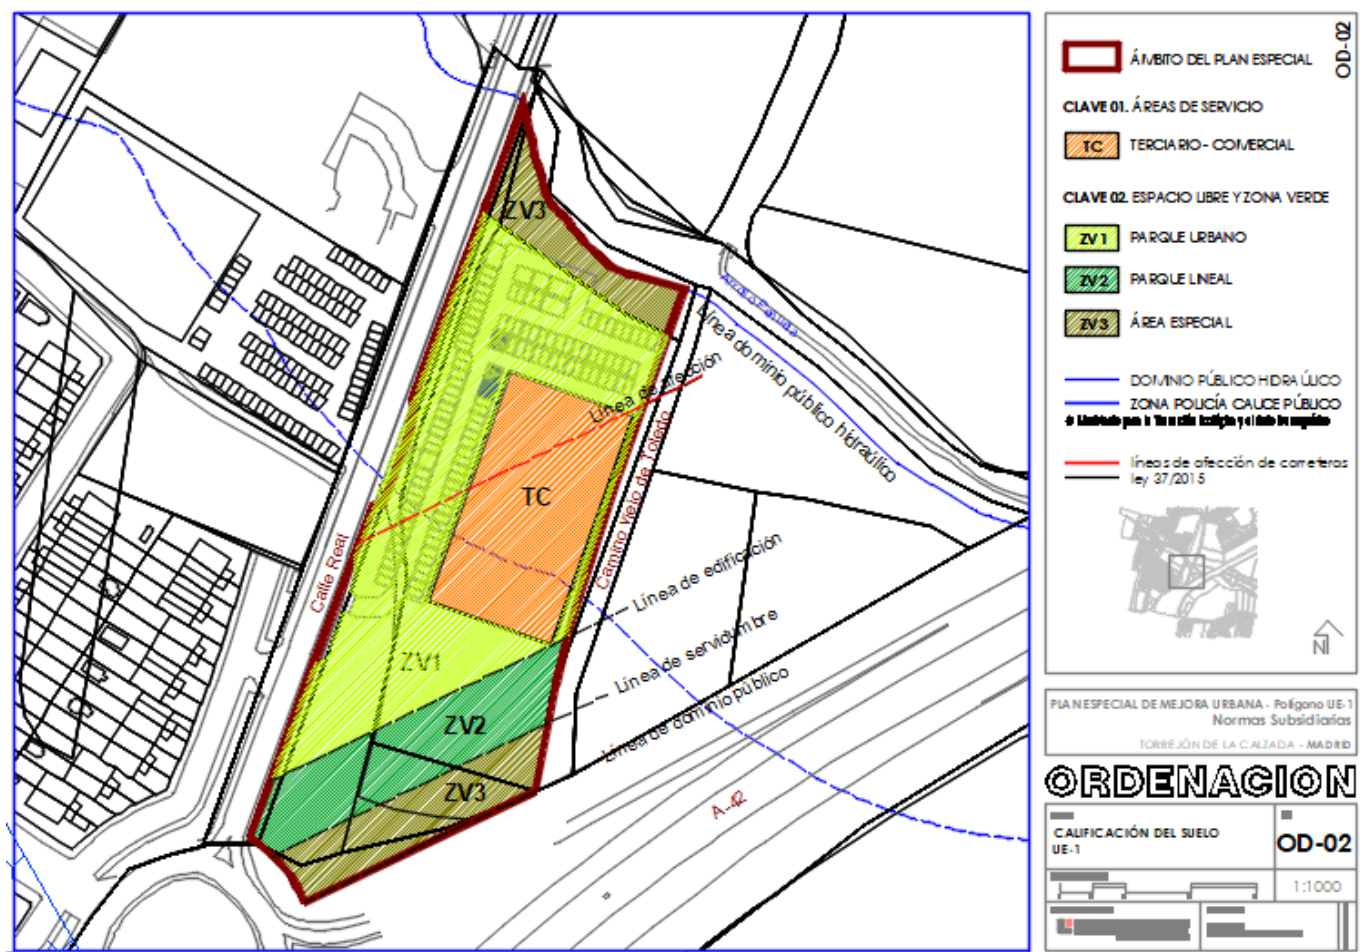 ZV3
Arroyo
Línea dominio público hidráulico
Línea de afección
TC
Camino Viejo de Toledo
Calle Real
Línea de edificación
Línea de servidumbre
Línea de dominio público
ZV1
ZV2
ZV3
A-42
OD-02
ÁMBITO DEL PLAN ESPECIAL
CLAVE 01. ÁREAS DE SERVICIO
TC TERCIARIO - COMERCIAL
CLAVE 02. ESPACIO LIBRE Y ZONA VERDE
ZV1 PARQUE URBANO
ZV2 PARQUE LINEAL
ZV3 ÁREA ESPECIAL
DOMINIO PÚBLICO HIDRAÚLICO
ZONA POLICÍA CAUCE PÚBLICO
líneas de afección de carreteras
ley 37/2015
N
PLAN ESPECIAL DE MEJORA URBANA - Polígono UE-1
Normas Subsidiarias
TORREJÓN DE LA CALZADA - MADRID
ORDENACION
CALIFICACIÓN DEL SUELO
UE-1
OD-02
1:1000